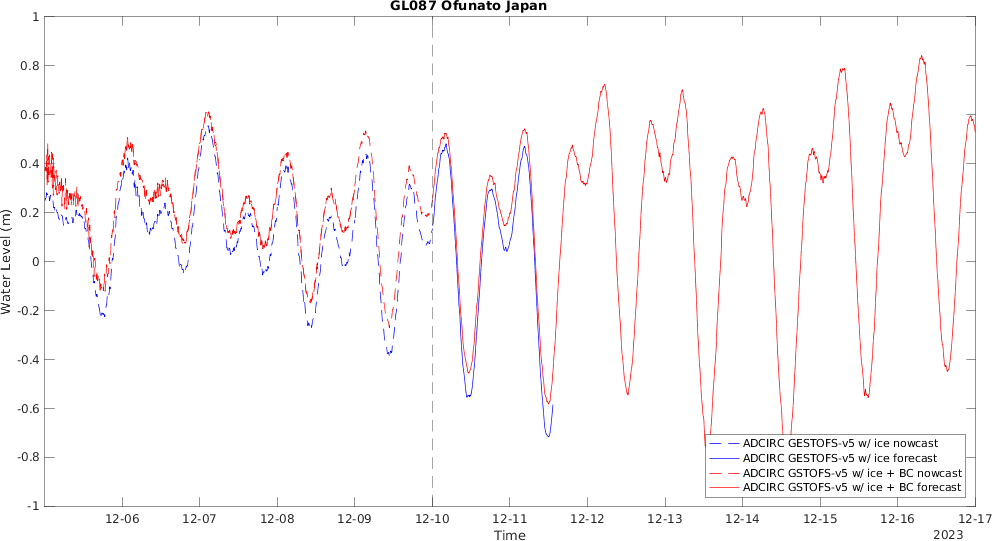 GL087 Ofunato Japan
1
0.8
0.6
0.4
0.2
0
-0.2
-0.4
-0.6
-0.8
-1
Water Level (m)
12-06 12-07 12-08 12-09 12-10 12-11 12-12 12-13 12-14 12-15 12-16 12-17
Time
2023
ADCIRC GESTOFS-v5 w/ ice nowcast
ADCIRC GESTOFS-v5 w/ ice forecast
ADCIRC GSTOFS-v5 w/ ice + BC nowcast
ADCIRC GSTOFS-v5 w/ ice + BC forecast